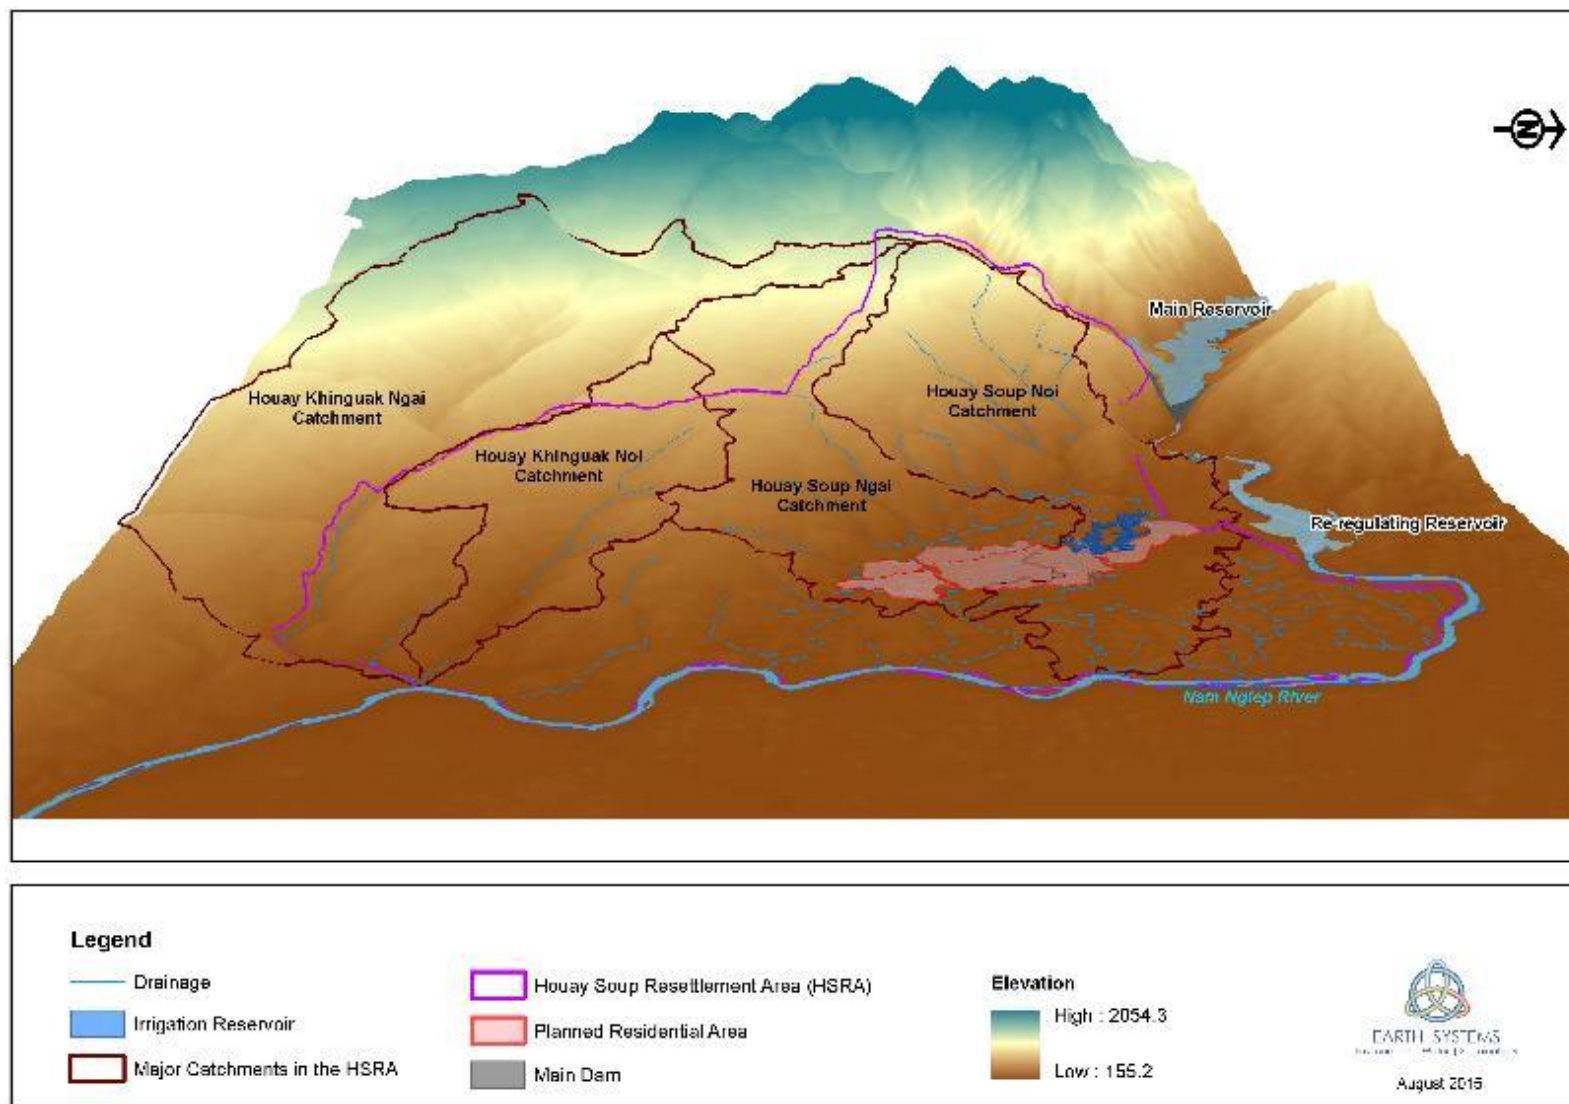 N
Main Reservoir
Houay Khinguak Ngai
Catchment
Houay Soup Noi
Catchment
Houay Khinguak Noi
Catchment
Houay Soup Ngai
Catchment
Re-regulating Reservoir
Nam Ngiep River
Legend
Drainage
Irrigation Reservoir
Major Catchments in the HSRA
Houay Soup Resettlement Area (HSRA)
Planned Residential Area
Main Dam
Elevation
High : 2054.3
Low : 155.2
EARTH SYSTEMS
August 2015